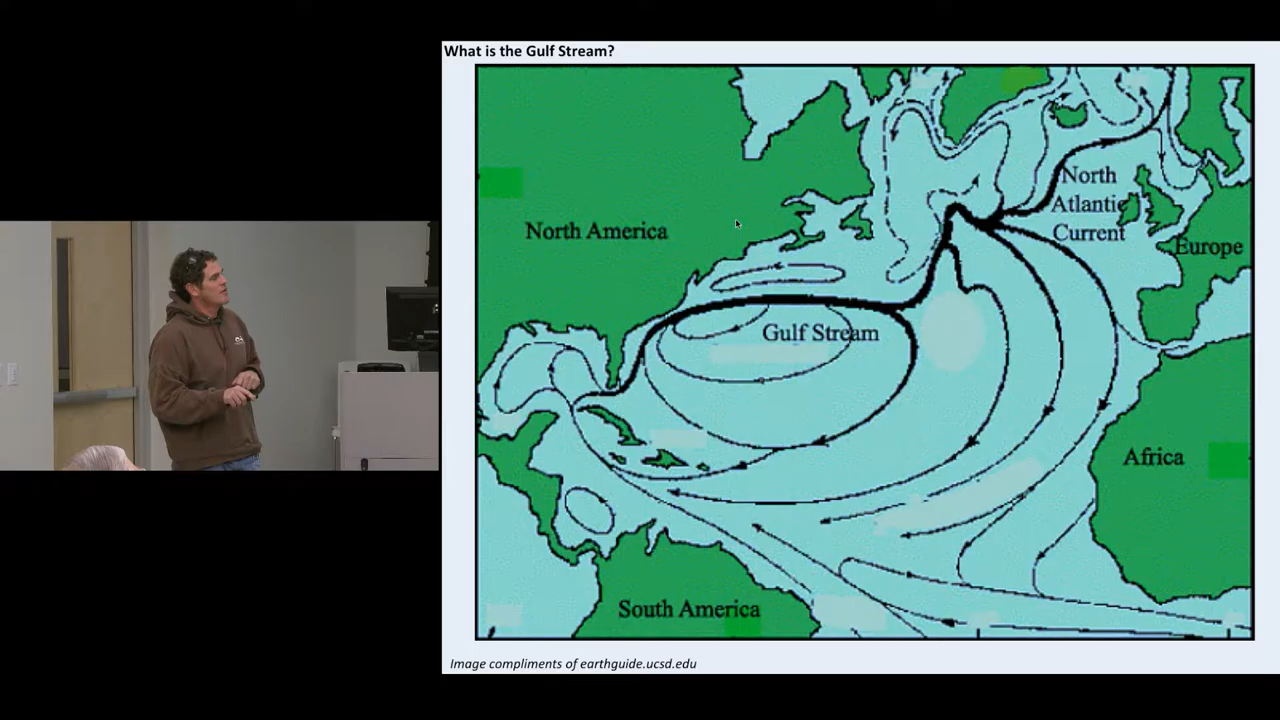 What is the Gulf Stream?
North America
North
Atlantic
Current
Europe
Gulf Stream
Africa
South America
Image compliments of earthguide.ucsd.edu